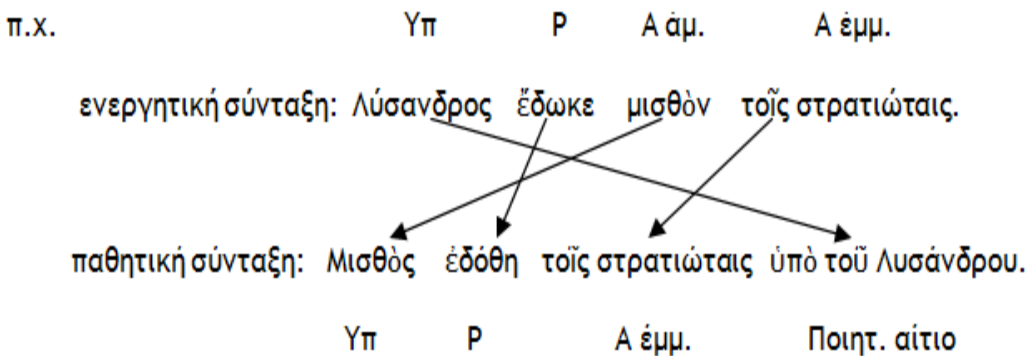 π.χ. Υπ Ρ Α άμ. Α έμμ.
ενεργητική σύνταξη: Λύσανδρος ἔδωκε μισθὸν τοῖς στρατιώταις.
παθητική σύνταξη: Μισθὸς ἐδόθη τοῖς στρατιώταις ὑπὸ τοῦ Λυσάνδρου.
Υπ Ρ Α έμμ. Ποιητ. αίτιο